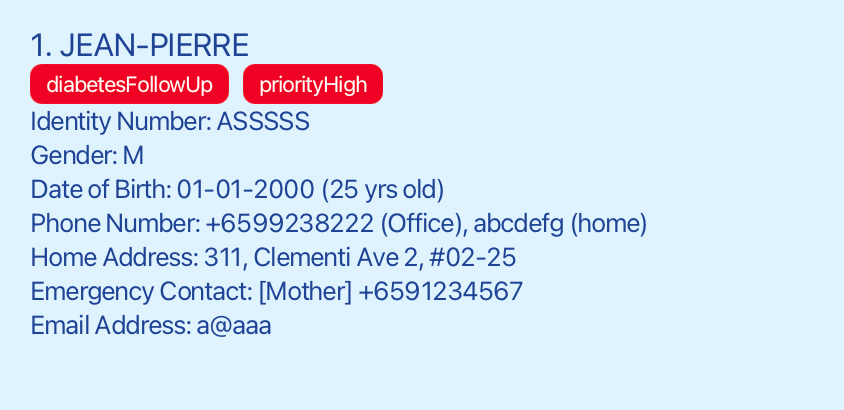 1. JEAN-PIERRE
diabetesFollowUp priorityHigh
Identity Number: ASSSSS
Gender: M
Date of Birth: 01-01-2000 (25 yrs old)
Phone Number: +6599238222 (Office), abcdefg (home)
Home Address: 311, Clementi Ave 2, #02-25
Emergency Contact: [Mother] +6591234567
Email Address: a@aaa